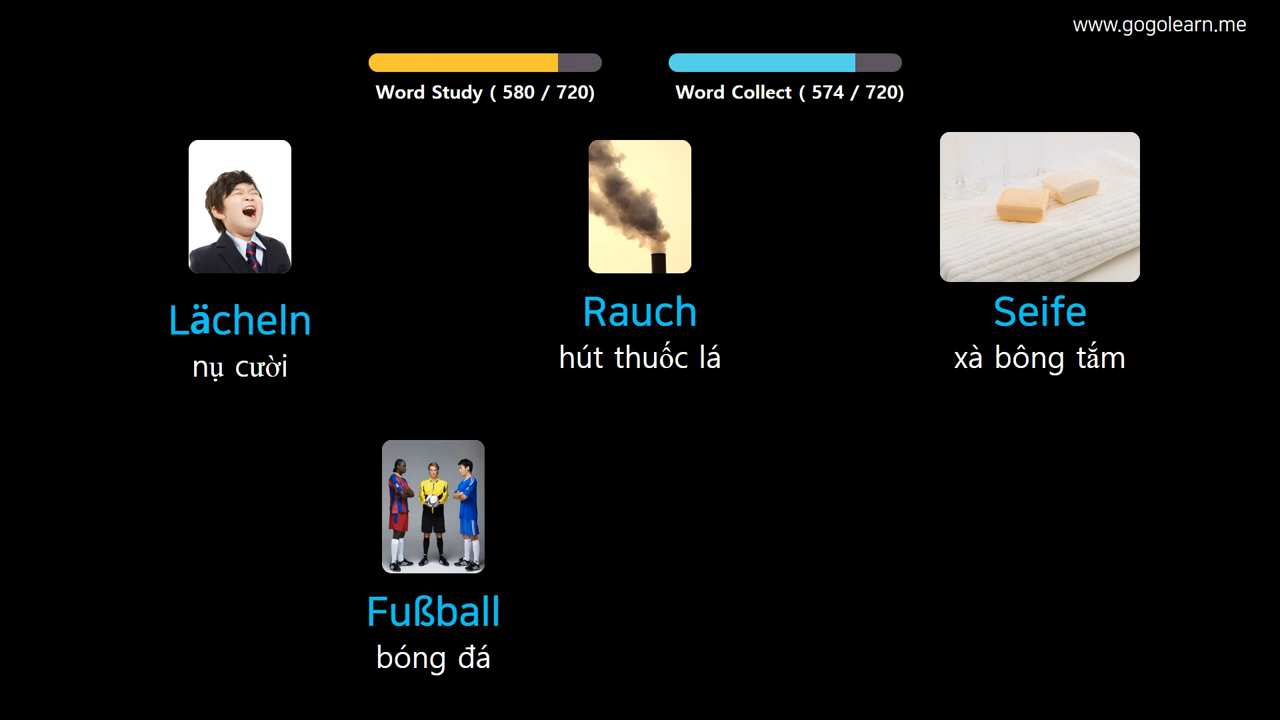 www.gogolearn.me
Word Study ( 580 / 720)
Word Collect ( 574 / 720)
Lächeln
nụ cười
Rauch
hút thuốc lá
Seife
xà bông tắm
Fußball
bóng đá